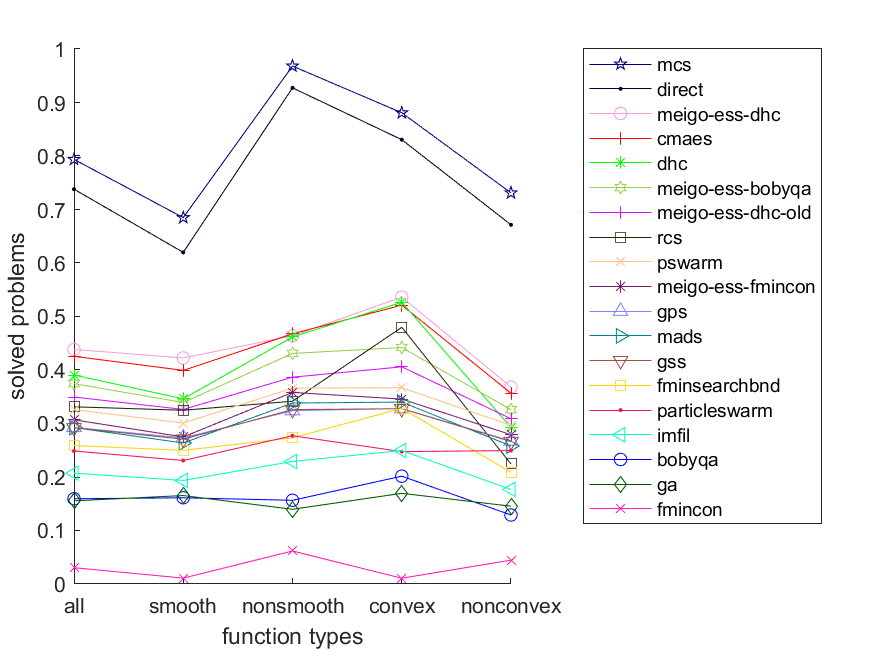 1
0.9
0.8
0.7
0.6
0.5
0.4
0.3
0.2
0.1
0
solved problems
all smooth nonsmooth convex nonconvex
function types
mcs
direct
meigo-ess-dhc
cmaes
dhc
meigo-ess-bobyqa
meigo-ess-dhc-old
rcs
pswarm
meigo-ess-fmincon
gps
mads
gss
fminsearchbnd
particleswarm
imfil
bobyqa
ga
fmincon